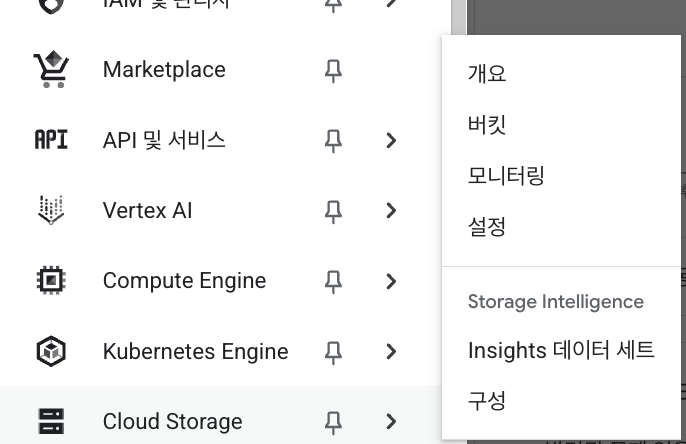 IAM 및 관리자
Marketplace
API API 및 서비스
Vertex AI
Compute Engine
Kubernetes Engine
Cloud Storage
개요
버킷
모니터링
설정
Storage Intelligence
Insights 데이터 세트
구성